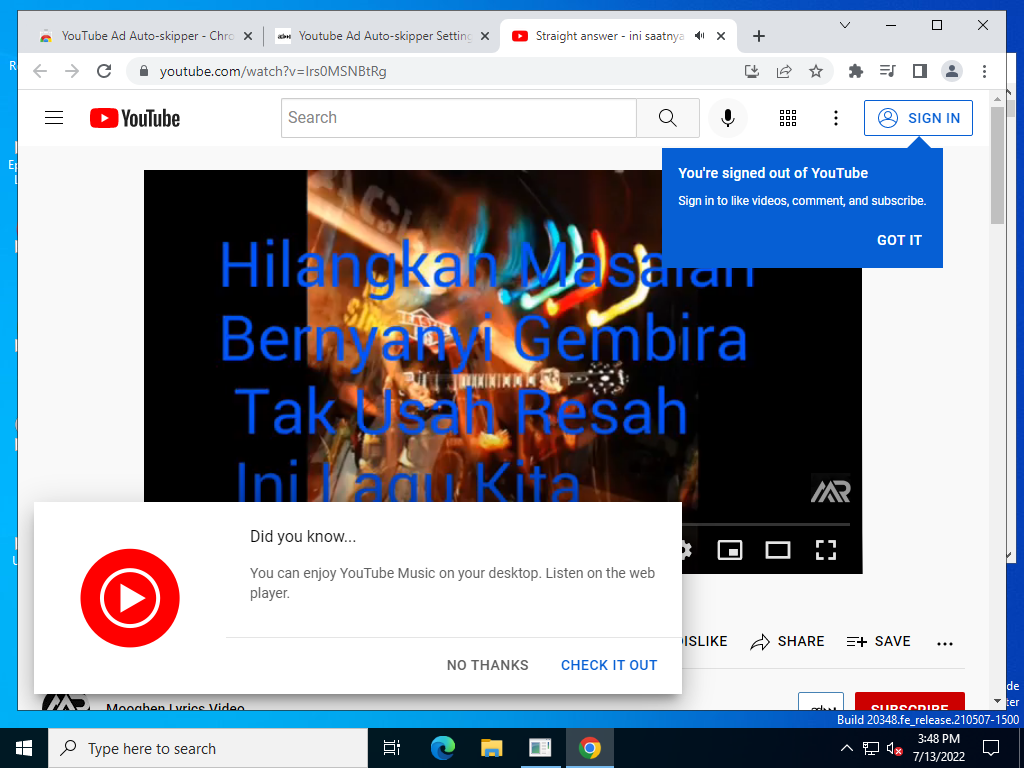 YouTube Ad Auto-skipper - Chro
Youtube Ad Auto-skipper Setting
Straight answer - ini saatnya
youtube.com/watch?v=Irs0MSNBtRg
YouTube
Search
SIGN IN
You're signed out of YouTube
Sign in to like videos, comment, and subscribe.
GOT IT
Hilangkan Masalah
Bernyanyi Gembira
Tak Usah Resah
Ini Lagu Kita
Did you know...
You can enjoy YouTube Music on your desktop. Listen on the web
player.
NO THANKS
CHECK IT OUT
DISLIKE
SHARE
SAVE
Mooghen Lyrics Video
SUBSCRIBE
Build 20348.fe_release.210507-1500
Type here to search
3:48 PM
7/13/2022